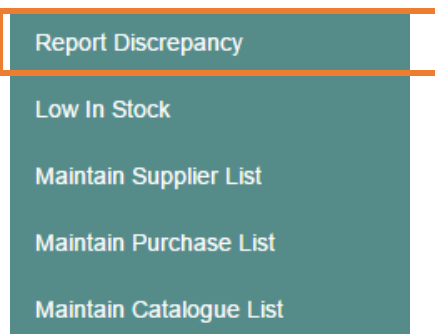 Report Discrepancy
Low In Stock
Maintain Supplier List
Maintain Purchase List
Maintain Catalogue List